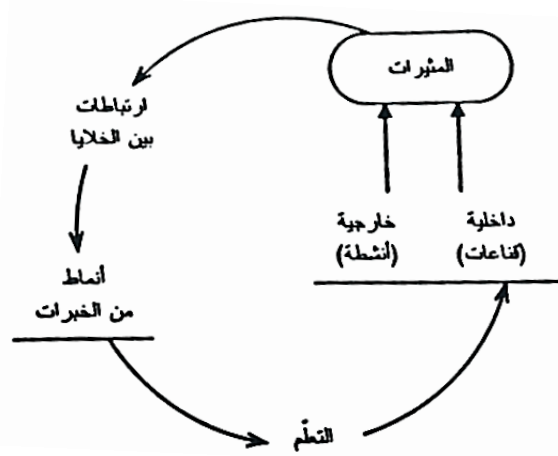 المثيرات
ارتباطات
بين الخلايا
داخلية
(قناعات)
خارجية
(أنشطة)
أنماط
من الخبرات
التعلّم